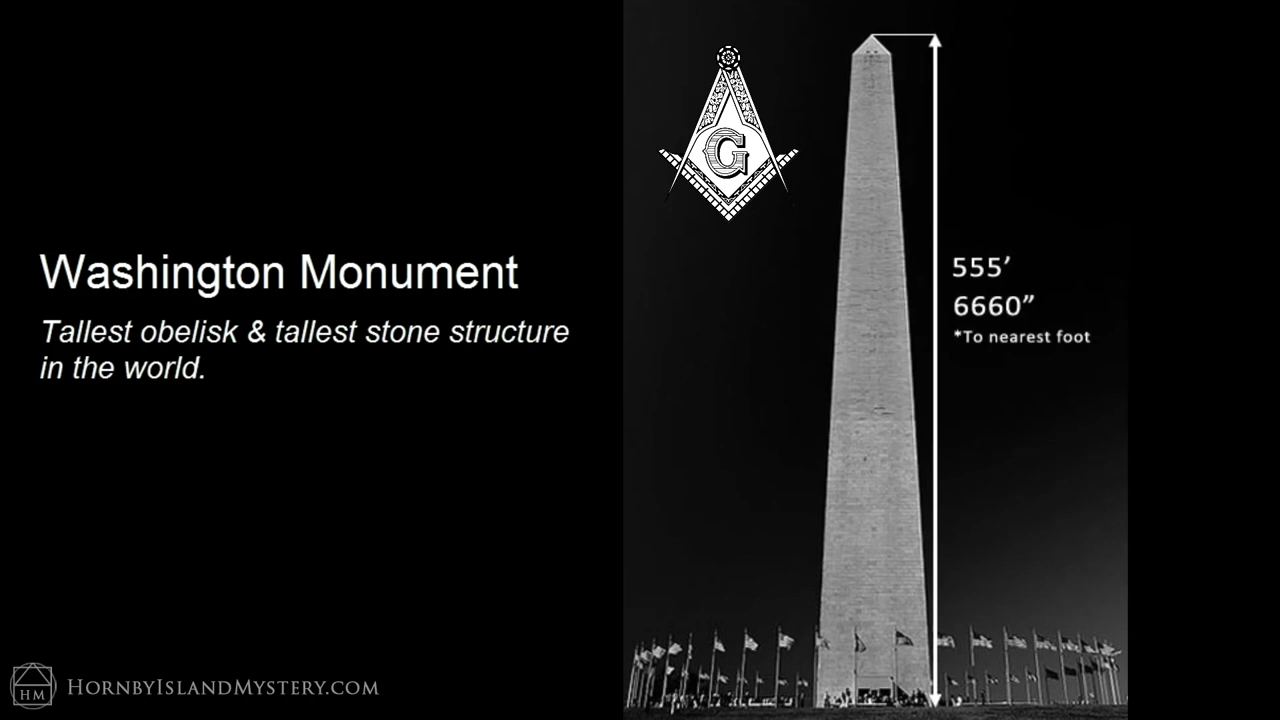 Washington Monument
Tallest obelisk & tallest stone structure
in the world.
G
555’
6660”
*To nearest foot
HM
HORNBYISLANDMYSTERY.COM